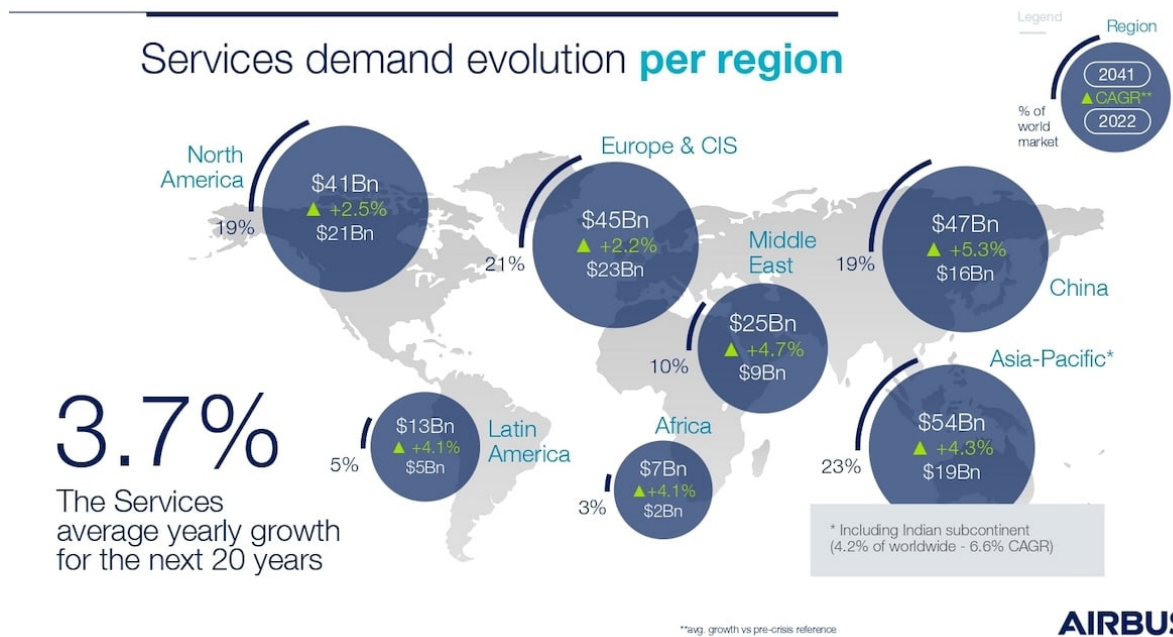 Services demand evolution per region
Legend
Region
2041
▲ CAGR**
2022
% of
world
market
North
America
$41Bn
▲ +2.5%
$21Bn
19%
Europe & CIS
$45Bn
▲ +2.2%
$23Bn
21%
Middle
East
$25Bn
▲ +4.7%
$9Bn
10%
$47Bn
▲ +5.3%
$16Bn
19%
China
Asia-Pacific*
$54Bn
▲ +4.3%
$19Bn
23%
Latin
America
$13Bn
▲ +4.1%
$5Bn
5%
Africa
$7Bn
▲ +4.1%
$2Bn
3%
3.7%
The Services
average yearly growth
for the next 20 years
* Including Indian subcontinent
(4.2% of worldwide - 6.6% CAGR)
**avg. growth vs pre-crisis reference
AIRBUS